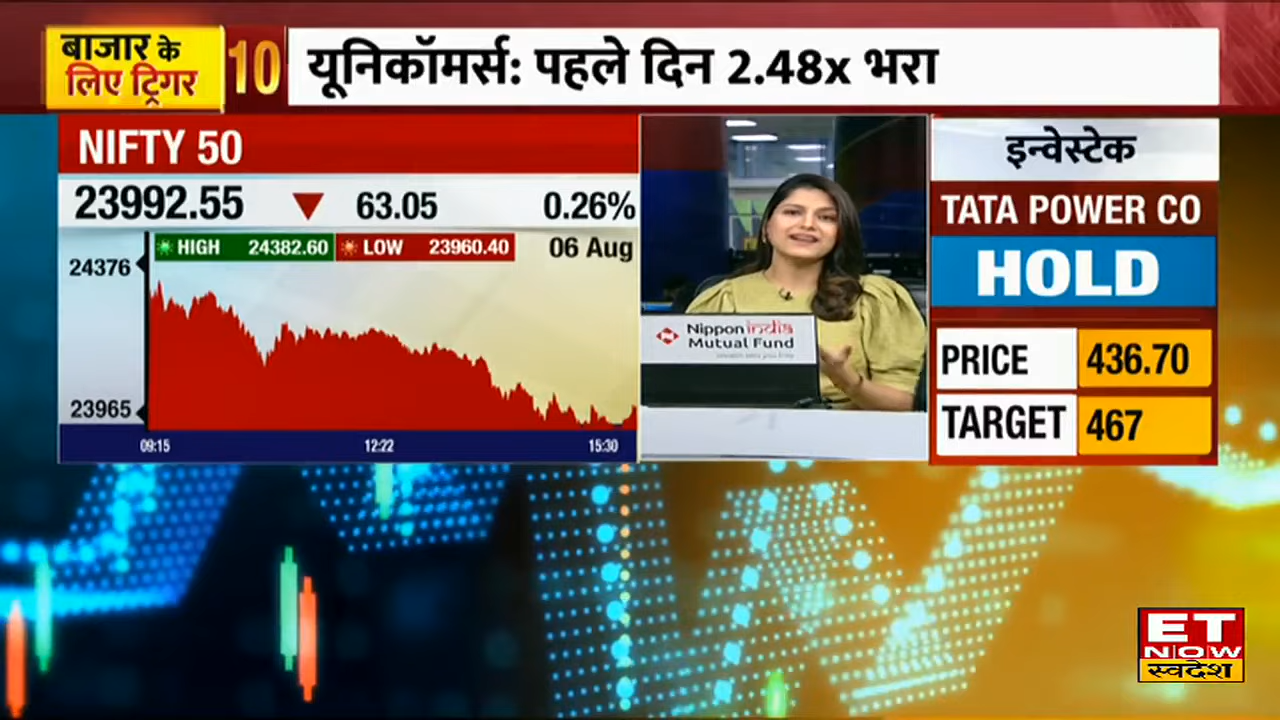 बाजार के
लिए ट्रिगर
10
यूनिकॉमर्स: पहले दिन 2.48x भरा
NIFTY 50
23992.55 63.05 0.26%
HIGH 24382.60 LOW 23960.40 06 Aug
24376
23965
09:15 12:22 15:30
Nippon india
Mutual Fund
इन्वेस्टेक
TATA POWER CO
HOLD
PRICE 436.70
TARGET 467
ET
NOW
स्वदेश